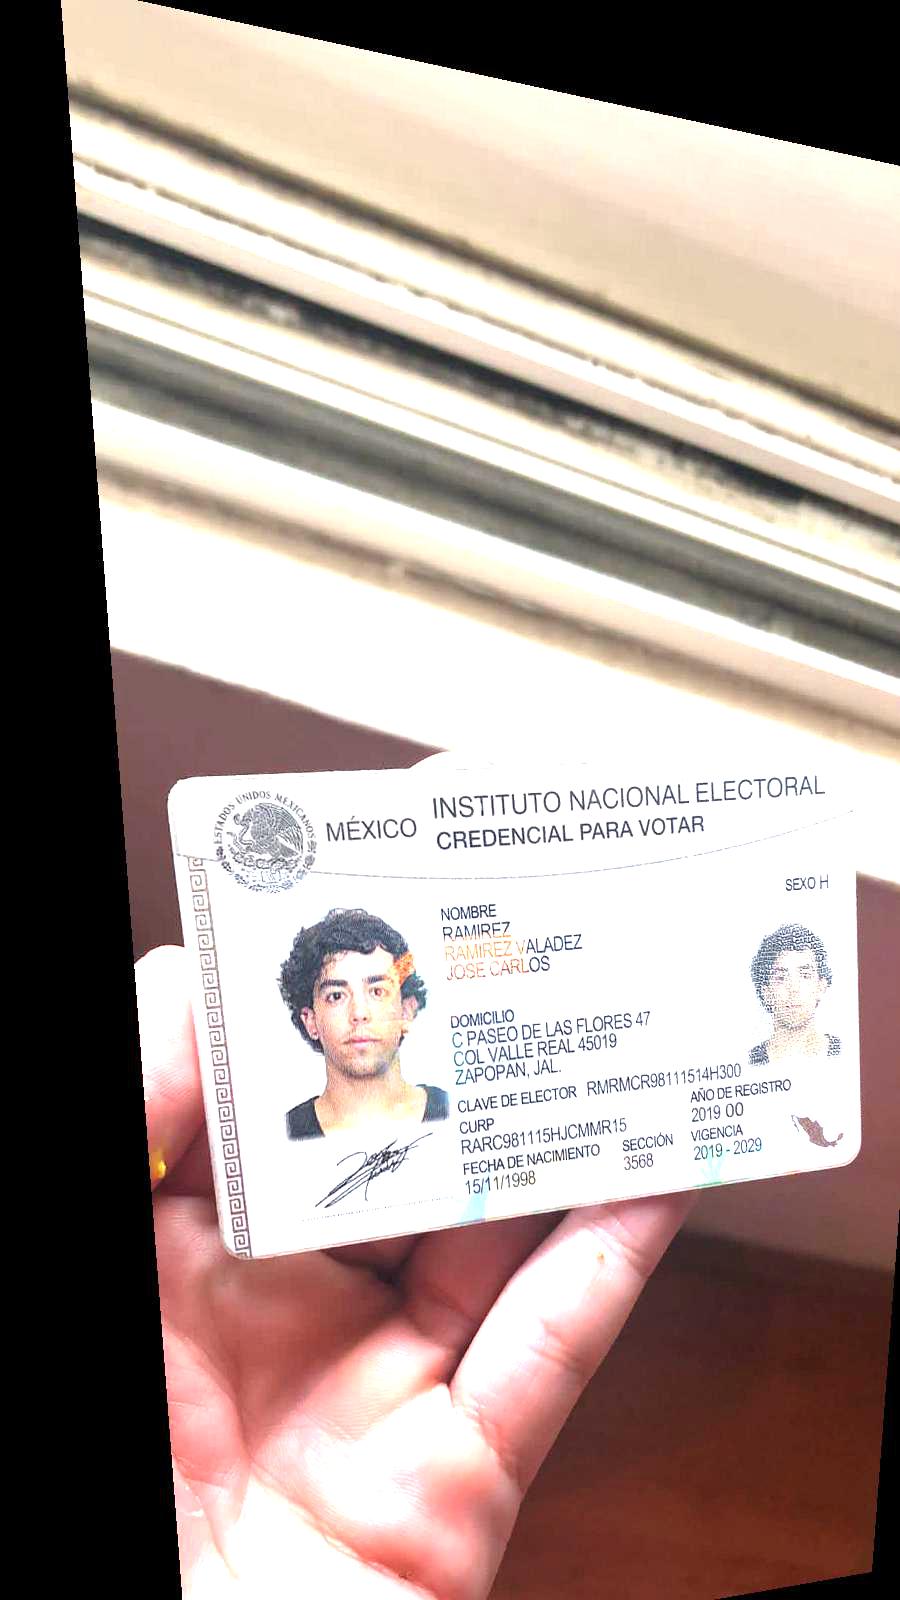 ESTADOS UNIDOS MEXICANOS
MÉXICO
INSTITUTO NACIONAL ELECTORAL
CREDENCIAL PARA VOTAR
SEXO H
NOMBRE
RAMIREZ
RAMIREZ VALADEZ
JOSE CARLOS
DOMICILIO
C PASEO DE LAS FLORES 47
COL VALLE REAL 45019
ZAPOPAN, JAL.
CLAVE DE ELECTOR RMRMCR98111514H300
CURP
RARC981115HJCMMR15
AÑO DE REGISTRO
2019 00
FECHA DE NACIMIENTO
15/11/1998
SECCIÓN
3568
VIGENCIA
2019 - 2029